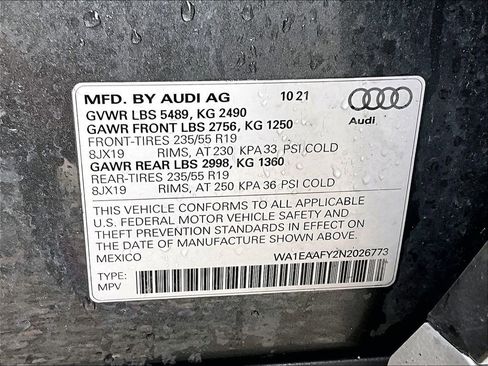 MFD. BY AUDI AG 10 21
GVWR LBS 5489, KG 2490
GAWR FRONT LBS 2756, KG 1250
FRONT-TIRES 235/55 R19
8JX19 RIMS, AT 230 KPA 33 PSI COLD
GAWR REAR LBS 2998, KG 1360
REAR-TIRES 235/55 R19
8JX19 RIMS, AT 250 KPA 36 PSI COLD
Audi
THIS VEHICLE CONFORMS TO ALL APPLICABLE
U.S. FEDERAL MOTOR VEHICLE SAFETY AND
THEFT PREVENTION STANDARDS IN EFFECT ON
THE DATE OF MANUFACTURE SHOWN ABOVE.
MEXICO WA1EAAFY2N2026773
TYPE:
MPV